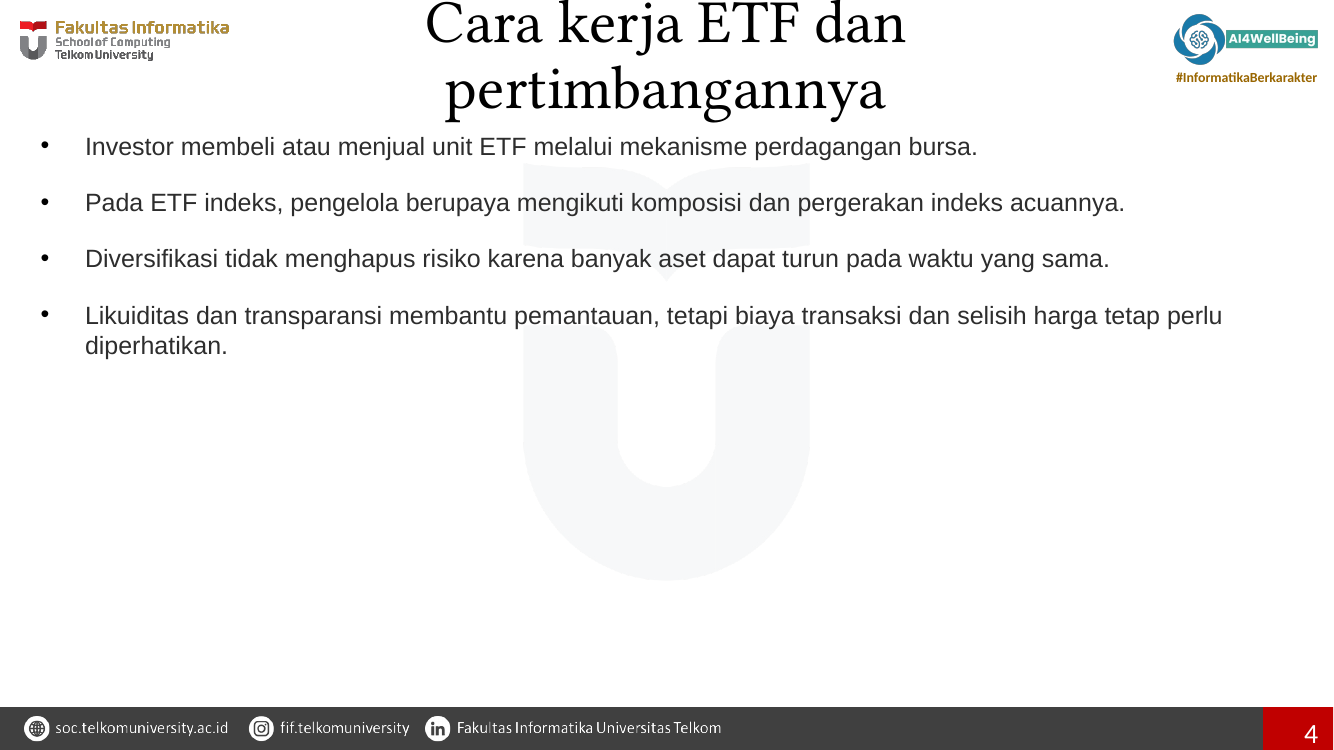 Fakultas Informatika
School of Computing
Telkom University
Cara kerja ETF dan
pertimbangannya
AI4WellBeing
#InformatikaBerkarakter
• Investor membeli atau menjual unit ETF melalui mekanisme perdagangan bursa.
• Pada ETF indeks, pengelola berupaya mengikuti komposisi dan pergerakan indeks acuannya.
• Diversifikasi tidak menghapus risiko karena banyak aset dapat turun pada waktu yang sama.
• Likuiditas dan transparansi membantu pemantauan, tetapi biaya transaksi dan selisih harga tetap perlu
diperhatikan.
soc.telkomuniversity.ac.id fif.telkomuniversity in Fakultas Informatika Universitas Telkom
4